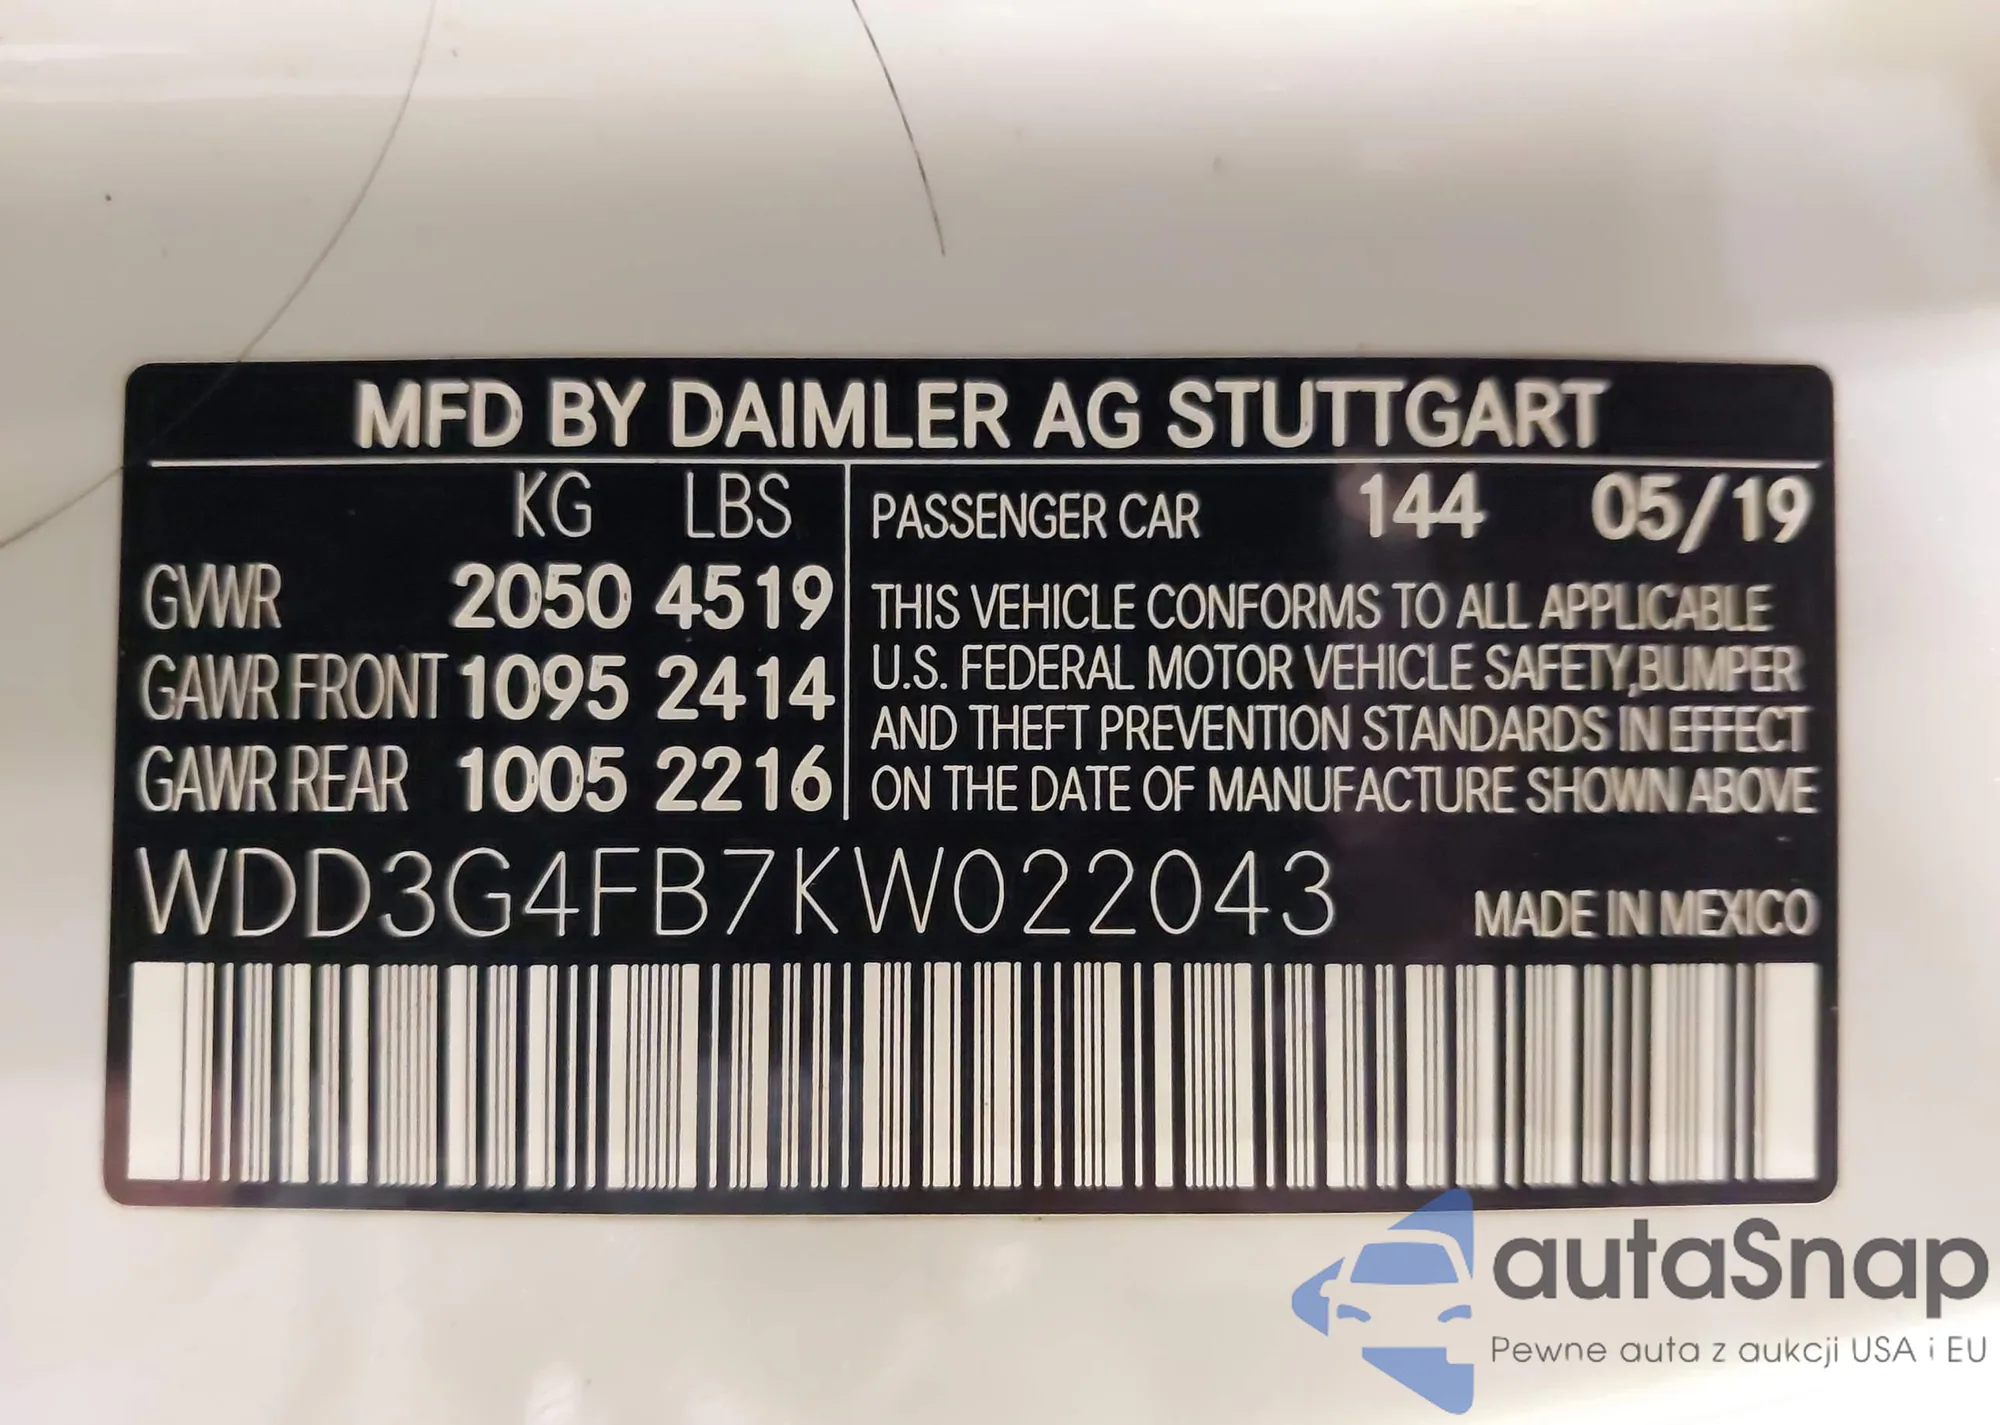 MFD BY DAIMLER AG STUTTGART
KG LBS
GVWR 2050 4519
GAWR FRONT 1095 2414
GAWR REAR 1005 2216
PASSENGER CAR 144 05/19
THIS VEHICLE CONFORMS TO ALL APPLICABLE
U.S. FEDERAL MOTOR VEHICLE SAFETY,BUMPER
AND THEFT PREVENTION STANDARDS IN EFFECT
ON THE DATE OF MANUFACTURE SHOWN ABOVE
WDD3G4FB7KW022043
MADE IN MEXICO
autaSnap
Pewne auta z aukcji USA i EU